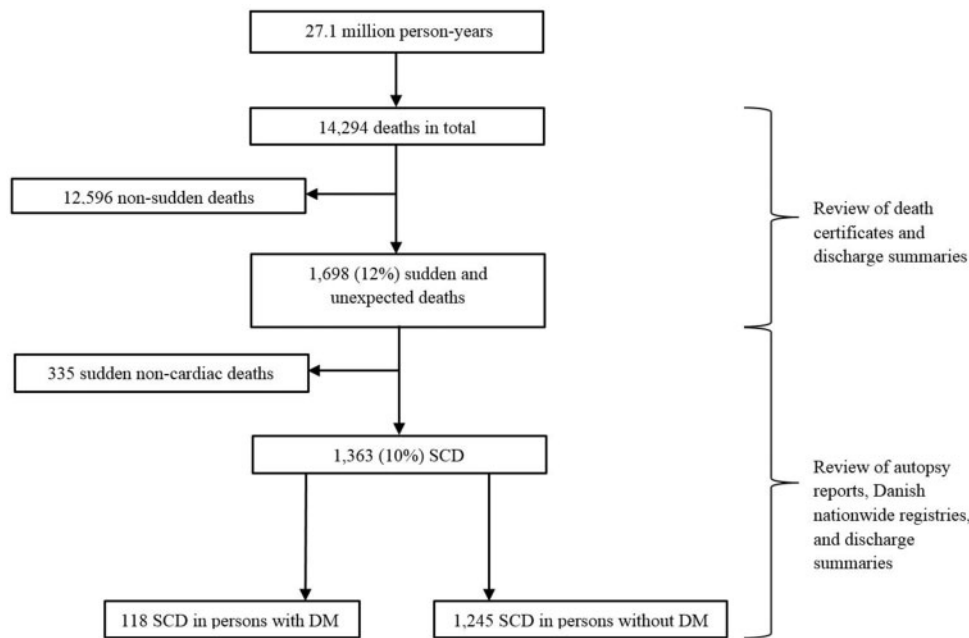 27.1 million person-years
14,294 deaths in total
12.596 non-sudden deaths
Review of death
certificates and
discharge summaries
1,698 (12%) sudden and
unexpected deaths
335 sudden non-cardiac deaths
1,363 (10%) SCD
Review of autopsy
reports, Danish
nationwide registries,
and discharge
summaries
118 SCD in persons with DM
1,245 SCD in persons without DM